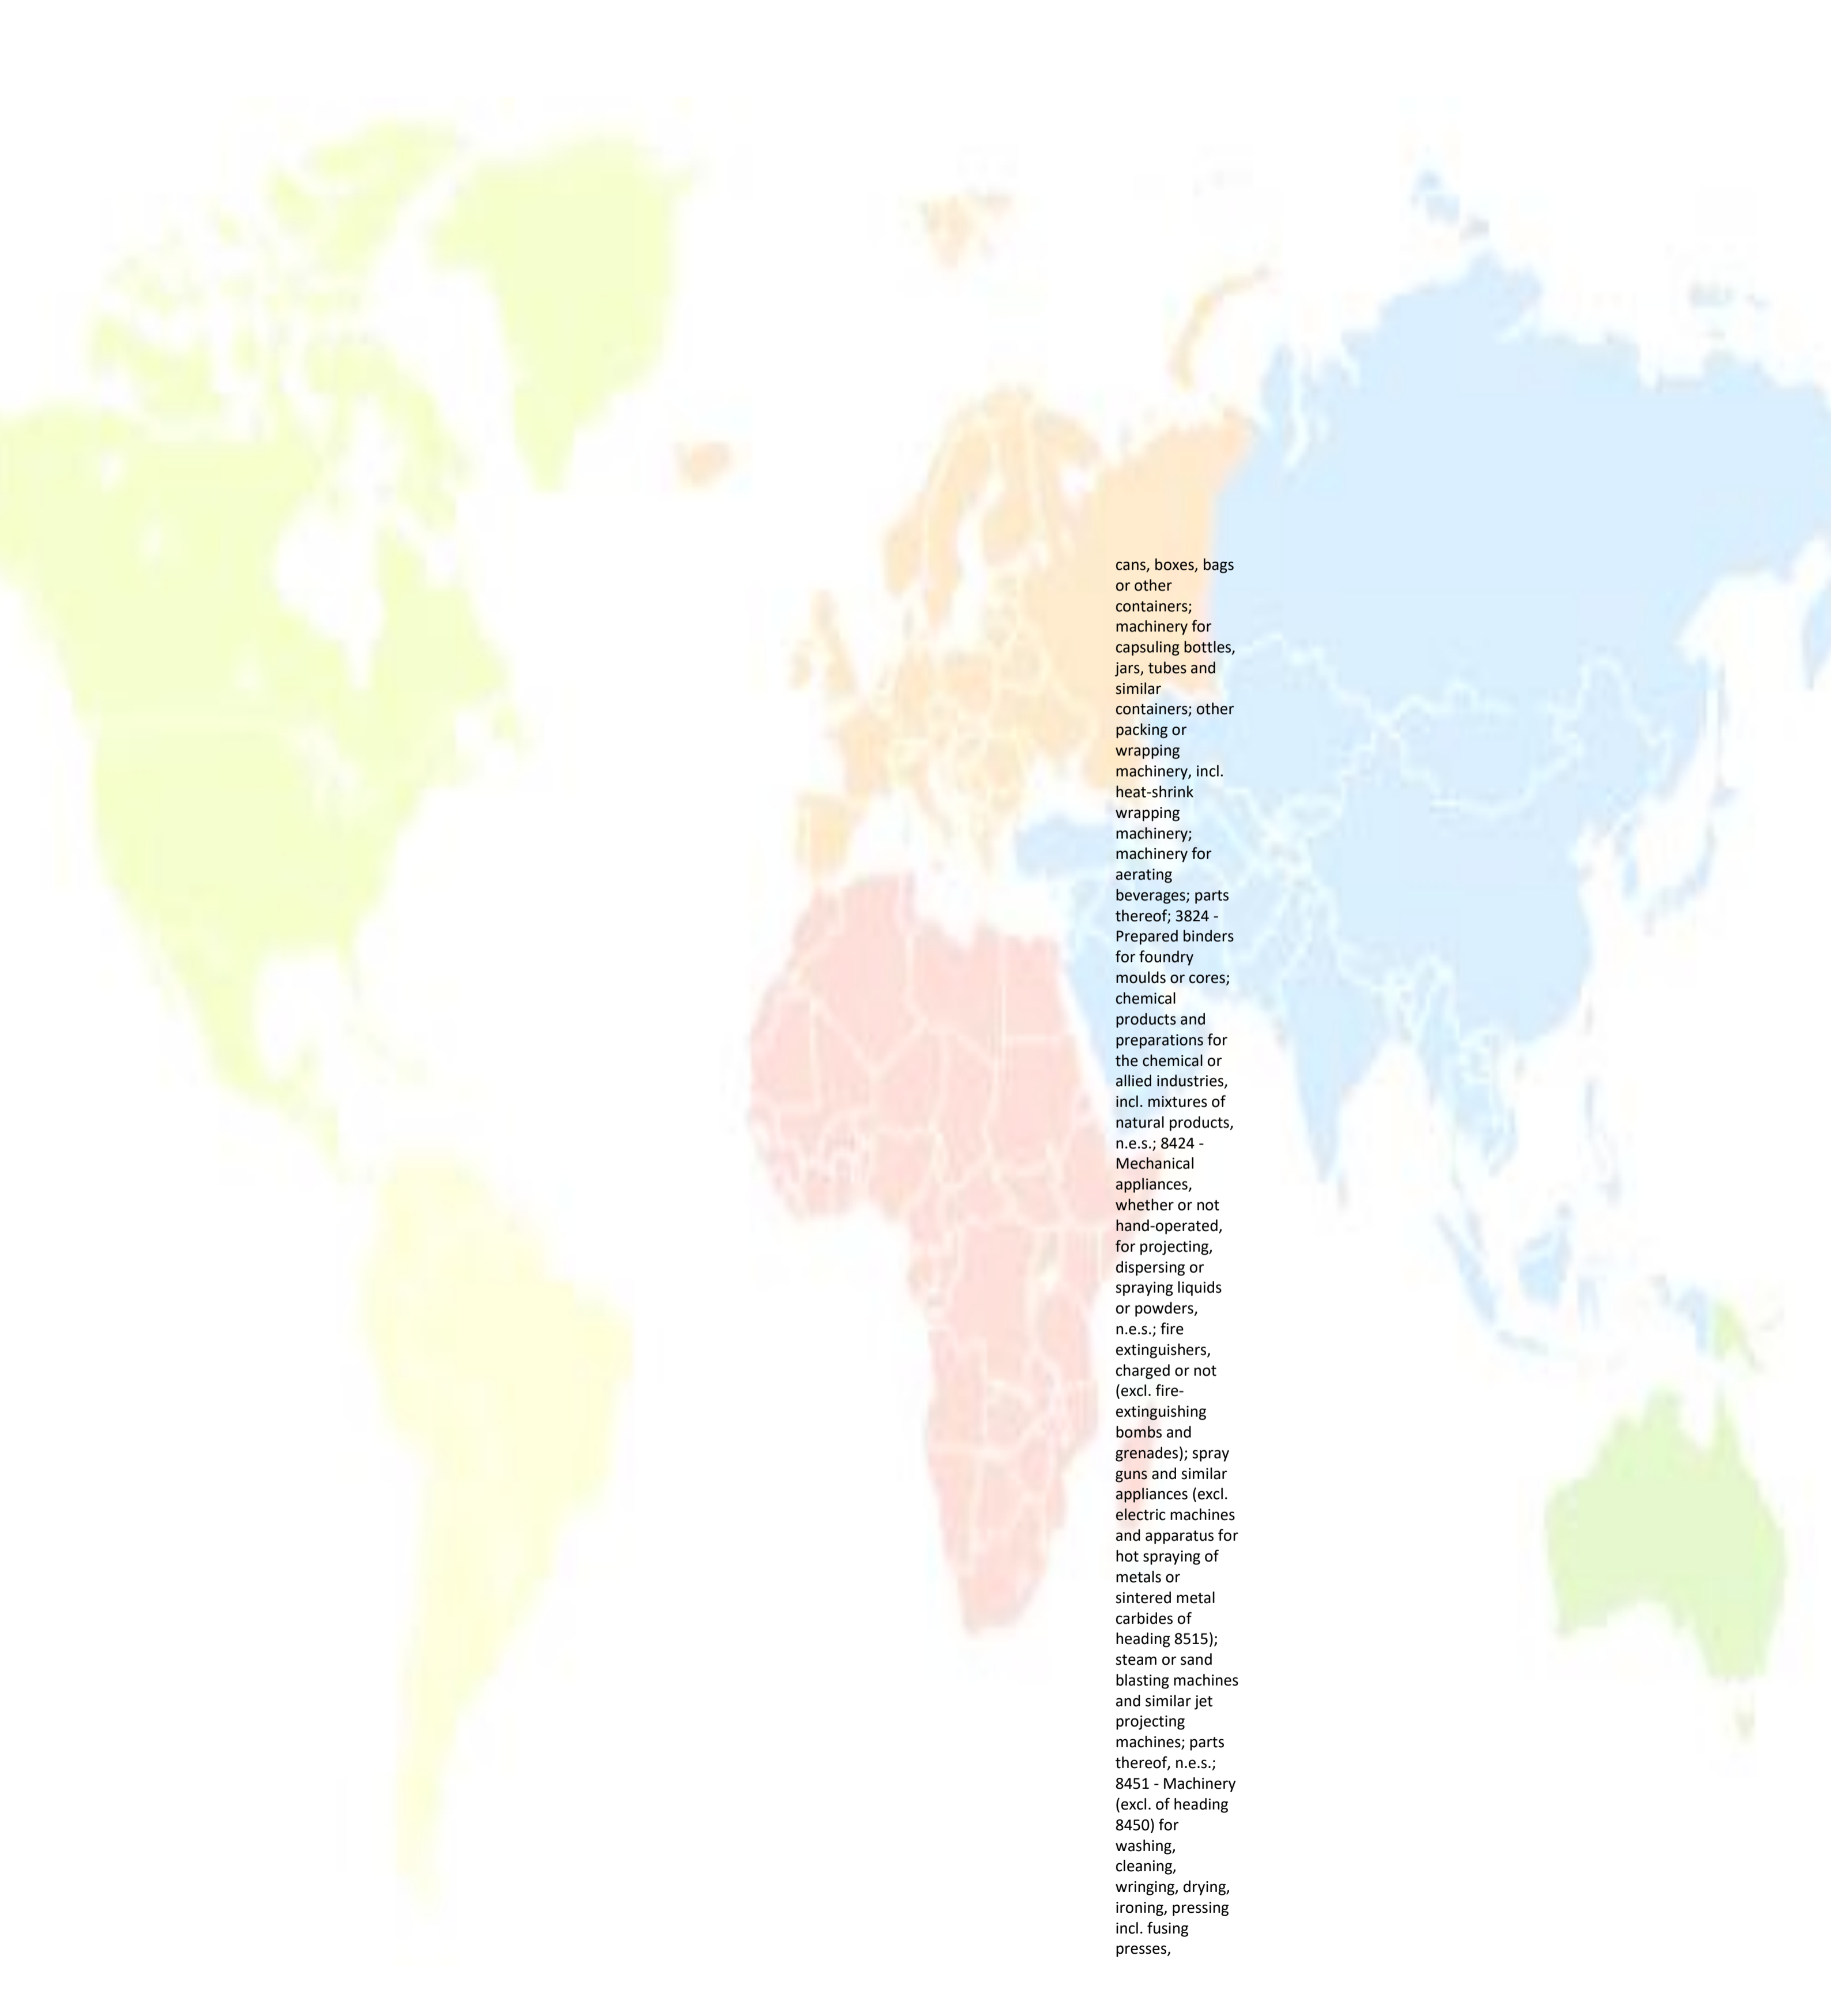 cans, boxes, bags
or other
containers;
machinery for
capsuling bottles,
jars, tubes and
similar
containers; other
packing or
wrapping
machinery, incl.
heat-shrink
wrapping
machinery;
machinery for
aerating
beverages; parts
thereof; 3824 -
Prepared binders
for foundry
moulds or cores;
chemical
products and
preparations for
the chemical or
allied industries,
incl. mixtures of
natural products,
n.e.s.; 8424 -
Mechanical
appliances,
whether or not
hand-operated,
for projecting,
dispersing or
spraying liquids
or powders,
n.e.s.; fire
extinguishers,
charged or not
(excl. fire-
extinguishing
bombs and
grenades); spray
guns and similar
appliances (excl.
electric machines
and apparatus for
hot spraying of
metals or
sintered metal
carbides of
heading 8515);
steam or sand
blasting machines
and similar jet
projecting
machines; parts
thereof, n.e.s.;
8451 - Machinery
(excl. of heading
8450) for
washing,
cleaning,
wringing, drying,
ironing, pressing
incl. fusing
presses,